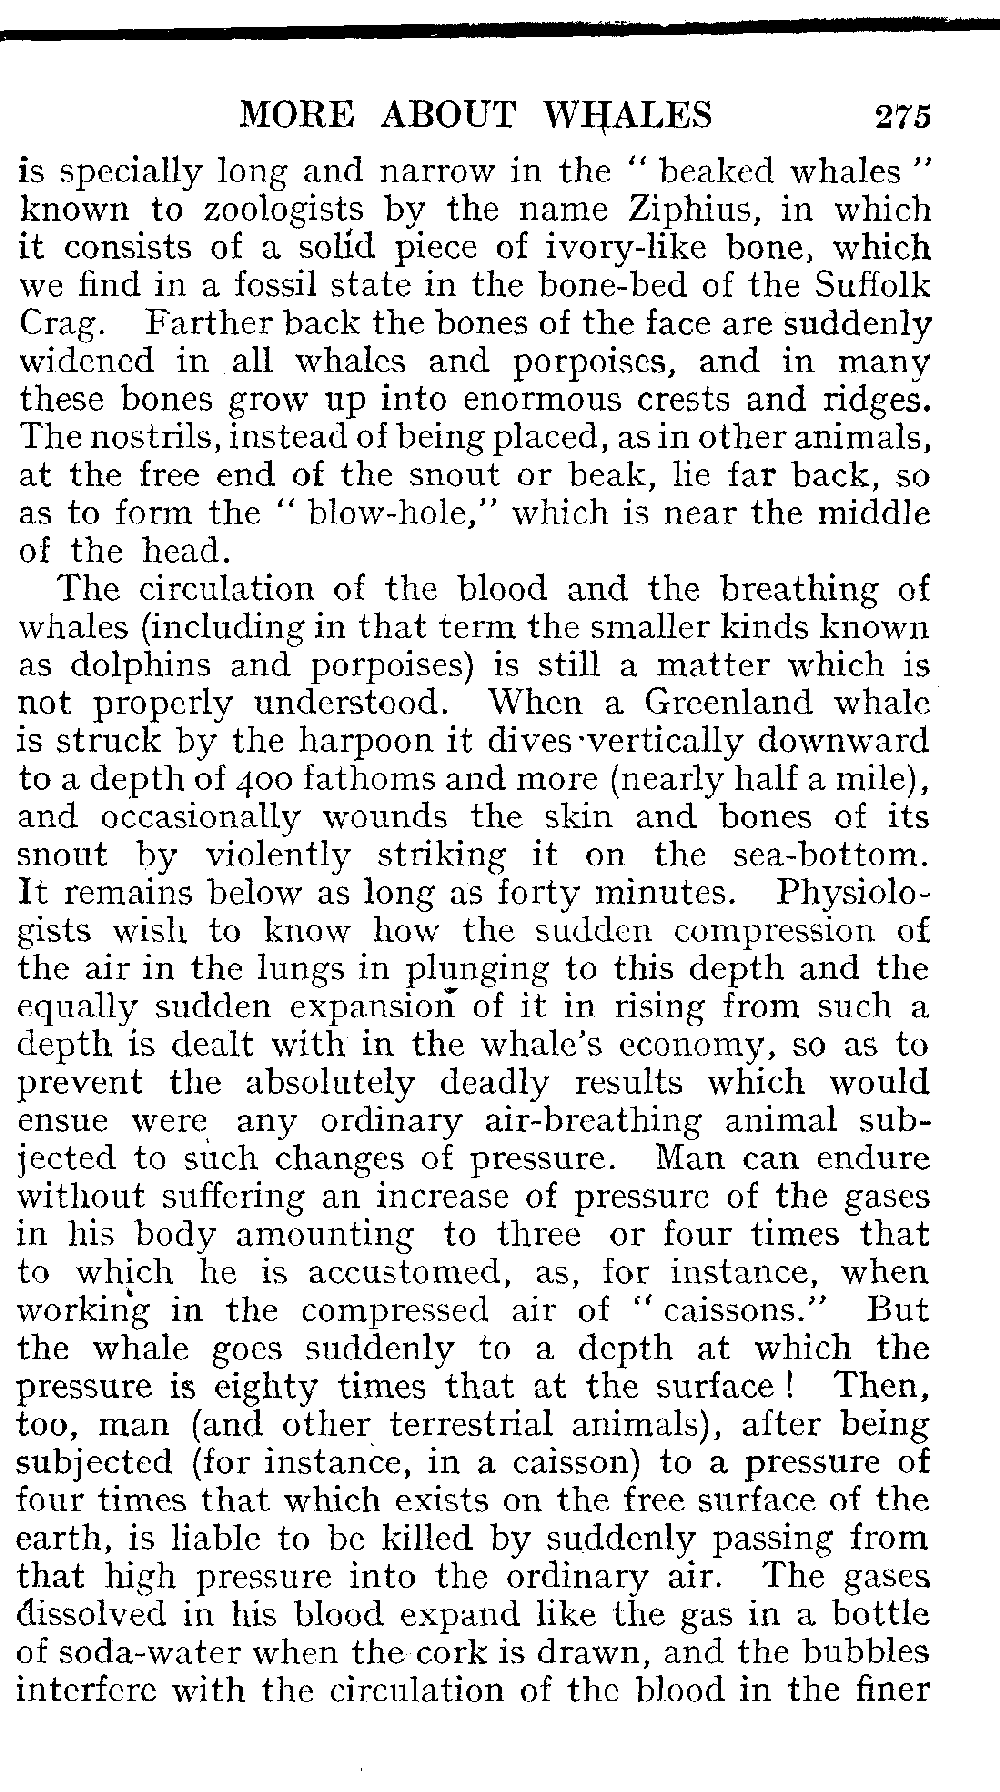 MORE ABOUT WHALES 275
is specially long and narrow in the " beaked whales "
known to zoologists by the name Ziphius, in which
it consists of a solid piece of ivory-like bone, which
we find in a fossil state in the bone-bed of the Suffolk
Crag. Farther back the bones of the face are suddenly
widened in all whales and porpoises, and in many
these bones grow up into enormous crests and ridges.
The nostrils, instead of being placed, as in other animals,
at the free end of the snout or beak, lie far back, so
as to form the " blow-hole," which is near the middle
of the head.
The circulation of the blood and the breathing of
whales (including in that term the smaller kinds known
as dolphins and porpoises) is still a matter which is
not properly understood. When a Greenland whale
is struck by the harpoon it dives vertically downward
to a depth of 400 fathoms and more (nearly half a mile),
and occasionally wounds the skin and bones of its
snout by violently striking it on the sea-bottom.
It remains below as long as forty minutes. Physiolo-
gists wish to know how the sudden compression of
the air in the lungs in plunging to this depth and the
equally sudden expansion of it in rising from such a
depth is dealt with in the whale's economy, so as to
prevent the absolutely deadly results which would
ensue were any ordinary air-breathing animal sub-
jected to such changes of pressure. Man can endure
without suffering an increase of pressure of the gases
in his body amounting to three or four times that
to which he is accustomed, as, for instance, when
working in the compressed air of " caissons." But
the whale goes suddenly to a depth at which the
pressure is eighty times that at the surface ! Then,
too, man (and other terrestrial animals), after being
subjected (for instance, in a caisson) to a pressure of
four times that which exists on the free surface of the
earth, is liable to be killed by suddenly passing from
that high pressure into the ordinary air. The gases
dissolved in his blood expand like the gas in a bottle
of soda-water when the cork is drawn, and the bubbles
interfere with the circulation of the blood in the finer